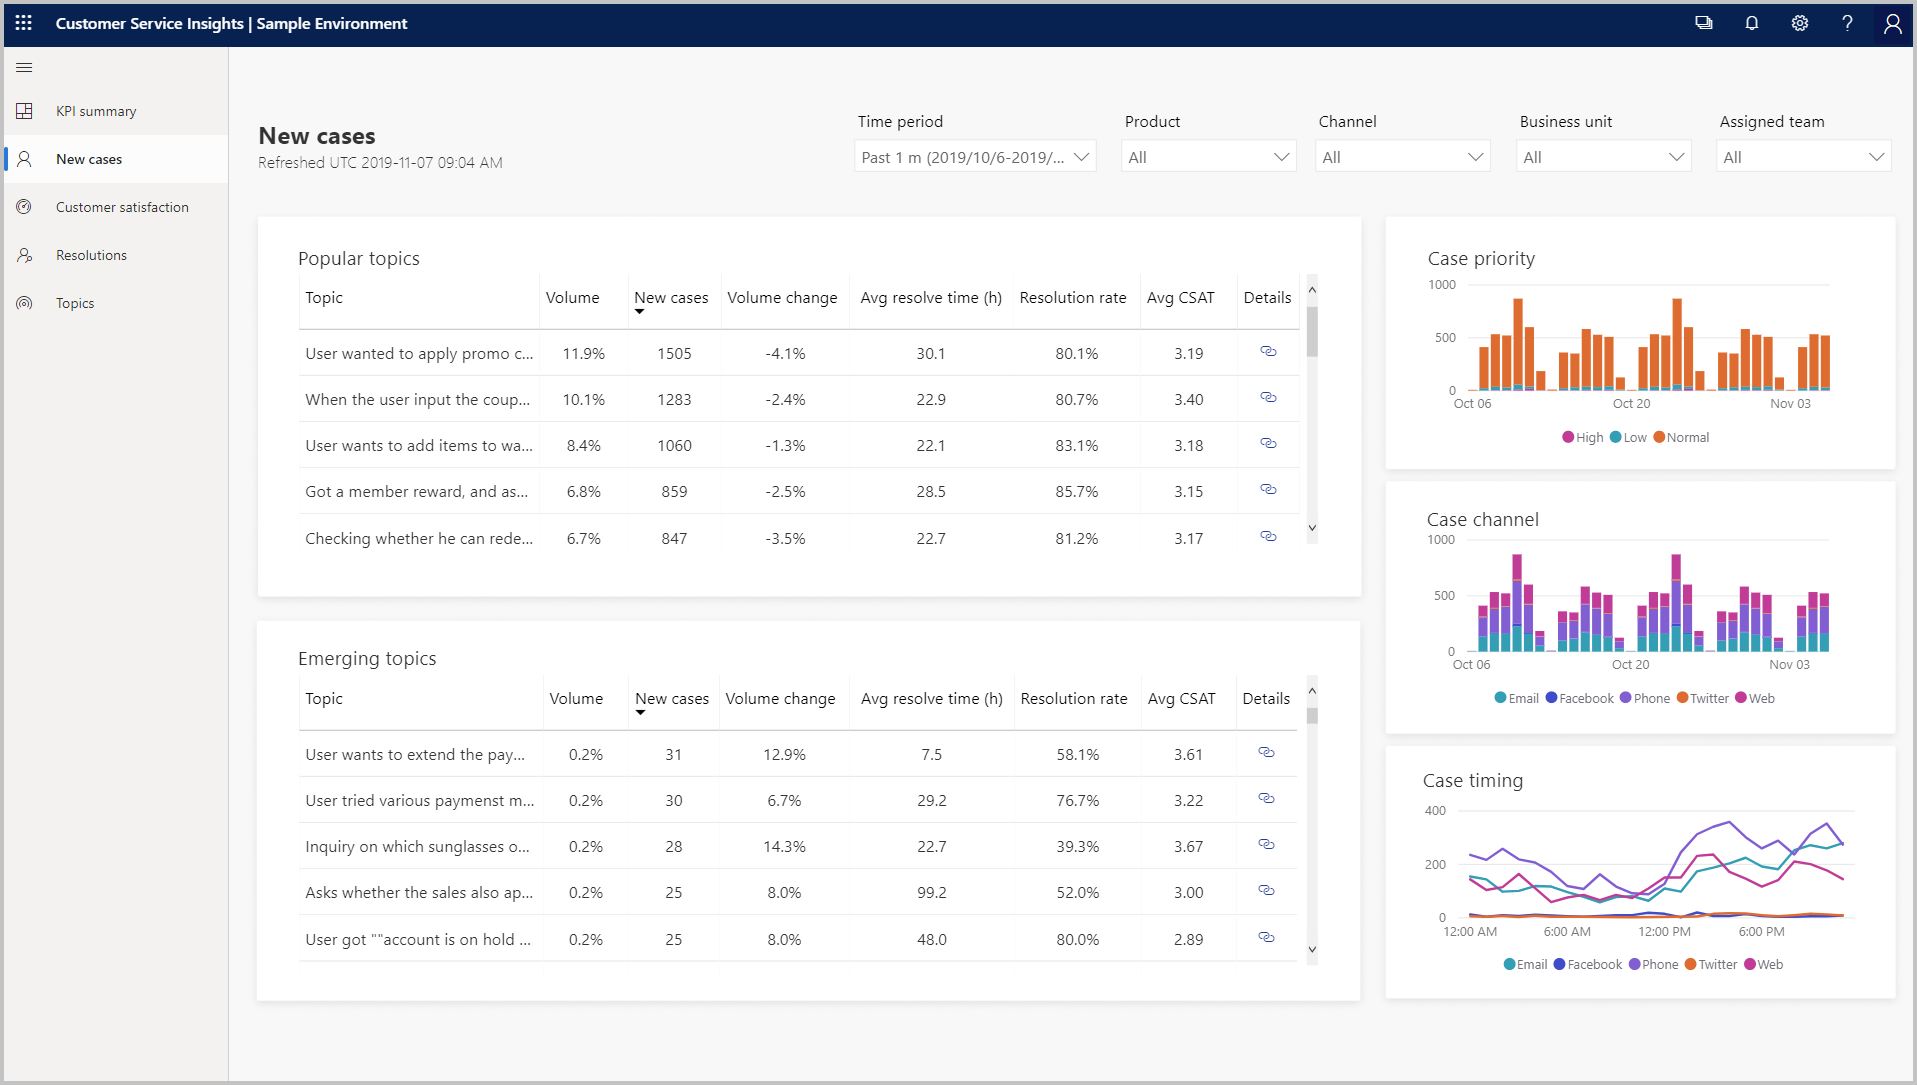 Customer Service Insights | Sample Environment
KPI summary
New cases
Customer satisfaction
Resolutions
Topics
New cases
Refreshed UTC 2019-11-07 09:04 AM
Time period
Past 1 m (2019/10/6-2019/...
Product
All
Channel
All
Business unit
All
Assigned team
All
Popular topics
Topic Volume New cases Volume change Avg resolve time (h) Resolution rate Avg CSAT Details
User wanted to apply promo c... 11.9% 1505 -4.1% 30.1 80.1% 3.19
When the user input the coup... 10.1% 1283 -2.4% 22.9 80.7% 3.40
User wants to add items to wa... 8.4% 1060 -1.3% 22.1 83.1% 3.18
Got a member reward, and as... 6.8% 859 -2.5% 28.5 85.7% 3.15
Checking whether he can rede... 6.7% 847 -3.5% 22.7 81.2% 3.17
Emerging topics
Topic Volume New cases Volume change Avg resolve time (h) Resolution rate Avg CSAT Details
User wants to extend the pay... 0.2% 31 12.9% 7.5 58.1% 3.61
User tried various paymenst m... 0.2% 30 6.7% 29.2 76.7% 3.22
Inquiry on which sunglasses o... 0.2% 28 14.3% 22.7 39.3% 3.67
Asks whether the sales also ap... 0.2% 25 8.0% 99.2 52.0% 3.00
User got ""account is on hold ... 0.2% 25 8.0% 48.0 80.0% 2.89
Case priority
1000
500
0
Oct 06 Oct 20 Nov 03
High Low Normal
Case channel
1000
500
0
Oct 06 Oct 20 Nov 03
Email Facebook Phone Twitter Web
Case timing
400
200
0
12:00 AM 6:00 AM 12:00 PM 6:00 PM
Email Facebook Phone Twitter Web